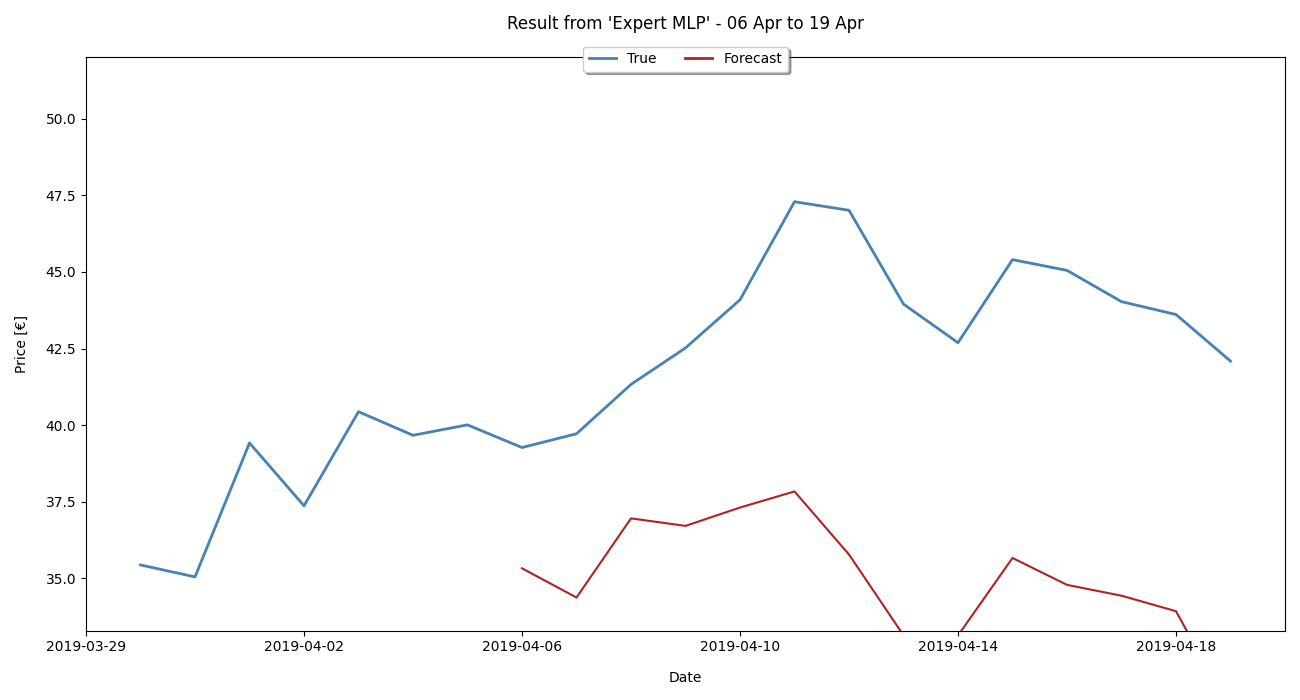 Result from 'Expert MLP' - 06 Apr to 19 Apr
True Forecast
50.0
47.5
45.0
42.5
40.0
37.5
35.0
Price [€]
2019-03-29 2019-04-02 2019-04-06 2019-04-10 2019-04-14 2019-04-18
Date